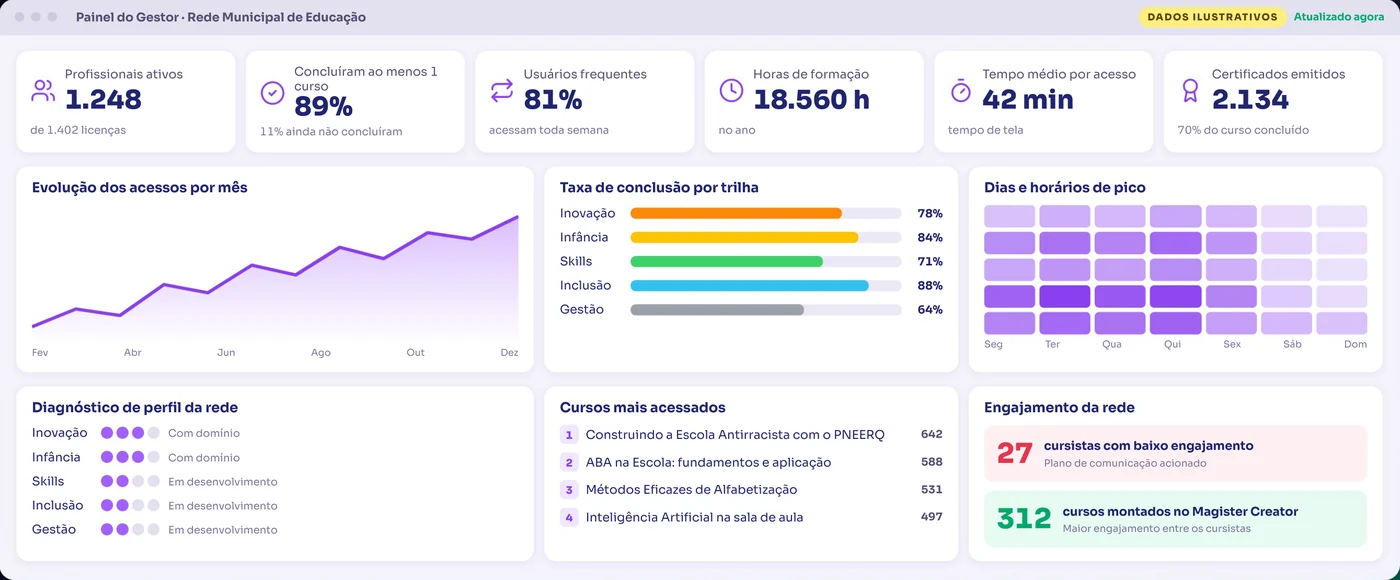 Painel do Gestor · Rede Municipal de Educação
DADOS ILUSTRATIVOS
Atualizado agora
Profissionais ativos
1.248
de 1.402 licenças
Concluíram ao menos 1
curso
89%
11% ainda não concluíram
Usuários frequentes
81%
acessam toda semana
Horas de formação
18.560 h
no ano
Tempo médio por acesso
42 min
tempo de tela
Certificados emitidos
2.134
70% do curso concluído
Evolução dos acessos por mês
Fev Abr Jun Ago Out Dez
Taxa de conclusão por trilha
Inovação 78%
Infância 84%
Skills 71%
Inclusão 88%
Gestão 64%
Dias e horários de pico
Seg Ter Qua Qui Sex Sáb Dom
Diagnóstico de perfil da rede
Inovação Com domínio
Infância Com domínio
Skills Em desenvolvimento
Inclusão Em desenvolvimento
Gestão Em desenvolvimento
Cursos mais acessados
1 Construindo a Escola Antirracista com o PNEERQ 642
2 ABA na Escola: fundamentos e aplicação 588
3 Métodos Eficazes de Alfabetização 531
4 Inteligência Artificial na sala de aula 497
Engajamento da rede
27 cursistas com baixo engajamento
Plano de comunicação acionado
312 cursos montados no Magister Creator
Maior engajamento entre os cursistas